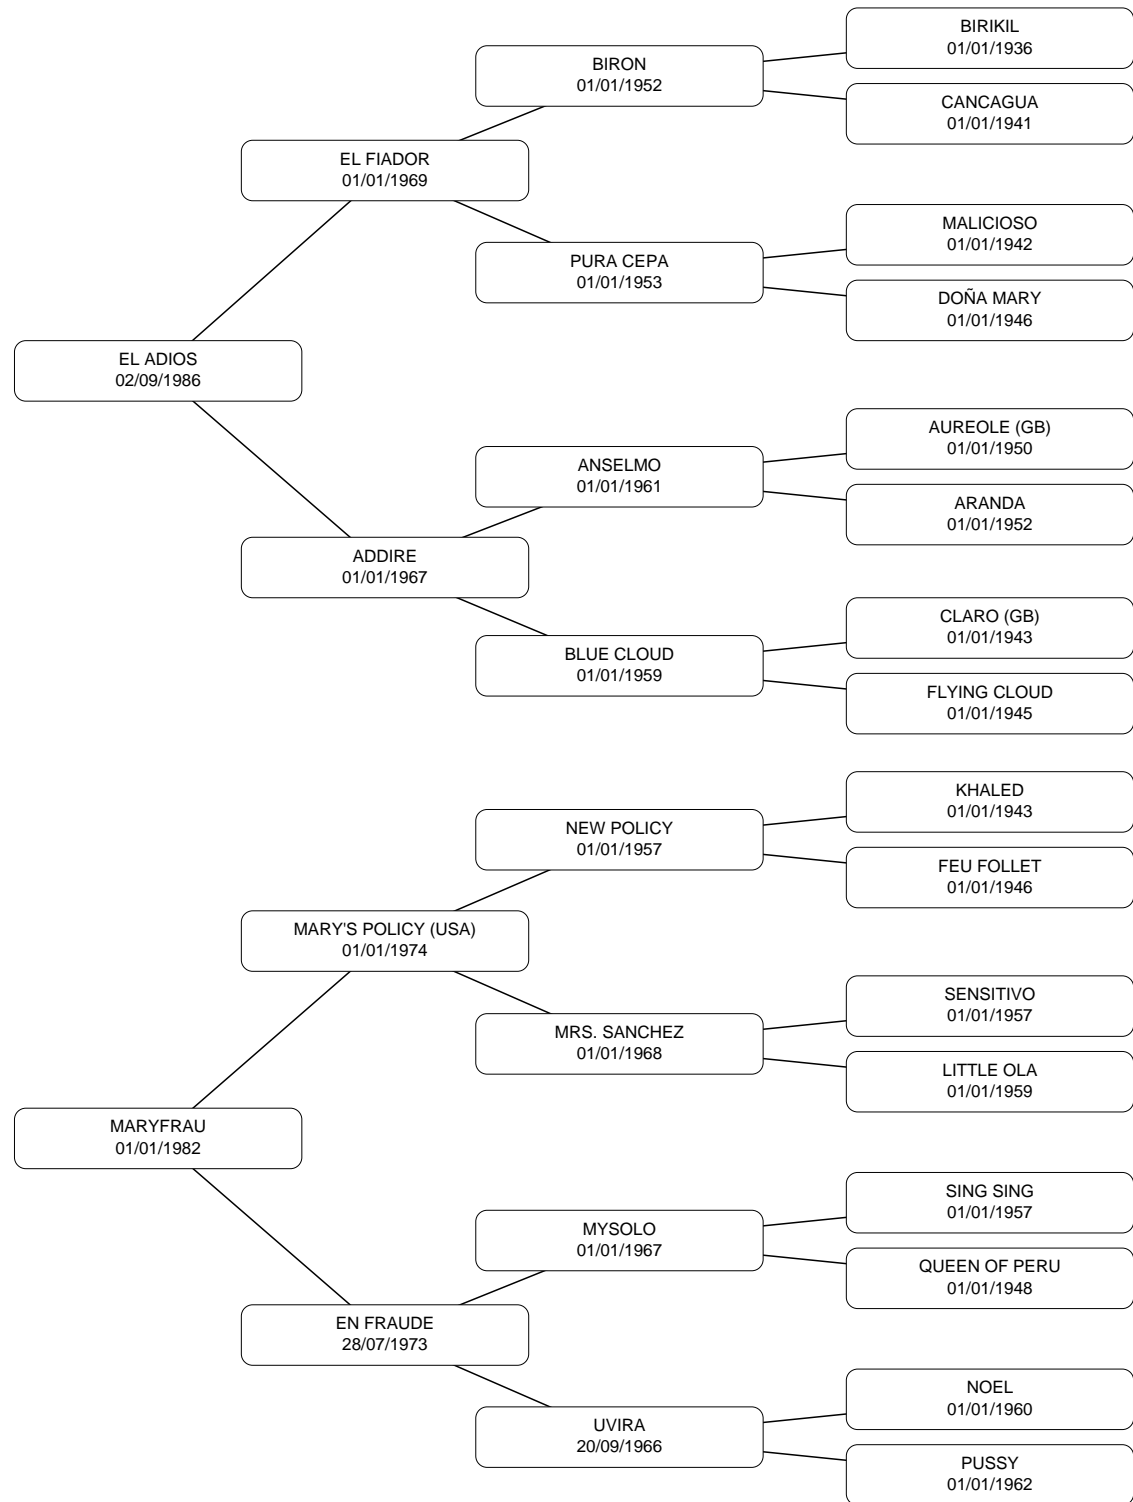 BIRIKIL
01/01/1936
BIRON
01/01/1952
CANCAGUA
01/01/1941
EL FIADOR
01/01/1969
MALICIOSO
01/01/1942
PURA CEPA
01/01/1953
DOÑA MARY
01/01/1946
EL ADIOS
02/09/1986
AUREOLE (GB)
01/01/1950
ANSELMO
01/01/1961
ARANDA
01/01/1952
ADDIRE
01/01/1967
CLARO (GB)
01/01/1943
BLUE CLOUD
01/01/1959
FLYING CLOUD
01/01/1945
KHALED
01/01/1943
NEW POLICY
01/01/1957
FEU FOLLET
01/01/1946
MARY'S POLICY (USA)
01/01/1974
SENSITIVO
01/01/1957
MRS. SANCHEZ
01/01/1968
LITTLE OLA
01/01/1959
MARYFRAU
01/01/1982
SING SING
01/01/1957
MYSOLO
01/01/1967
QUEEN OF PERU
01/01/1948
EN FRAUDE
28/07/1973
NOEL
01/01/1960
UVIRA
20/09/1966
PUSSY
01/01/1962